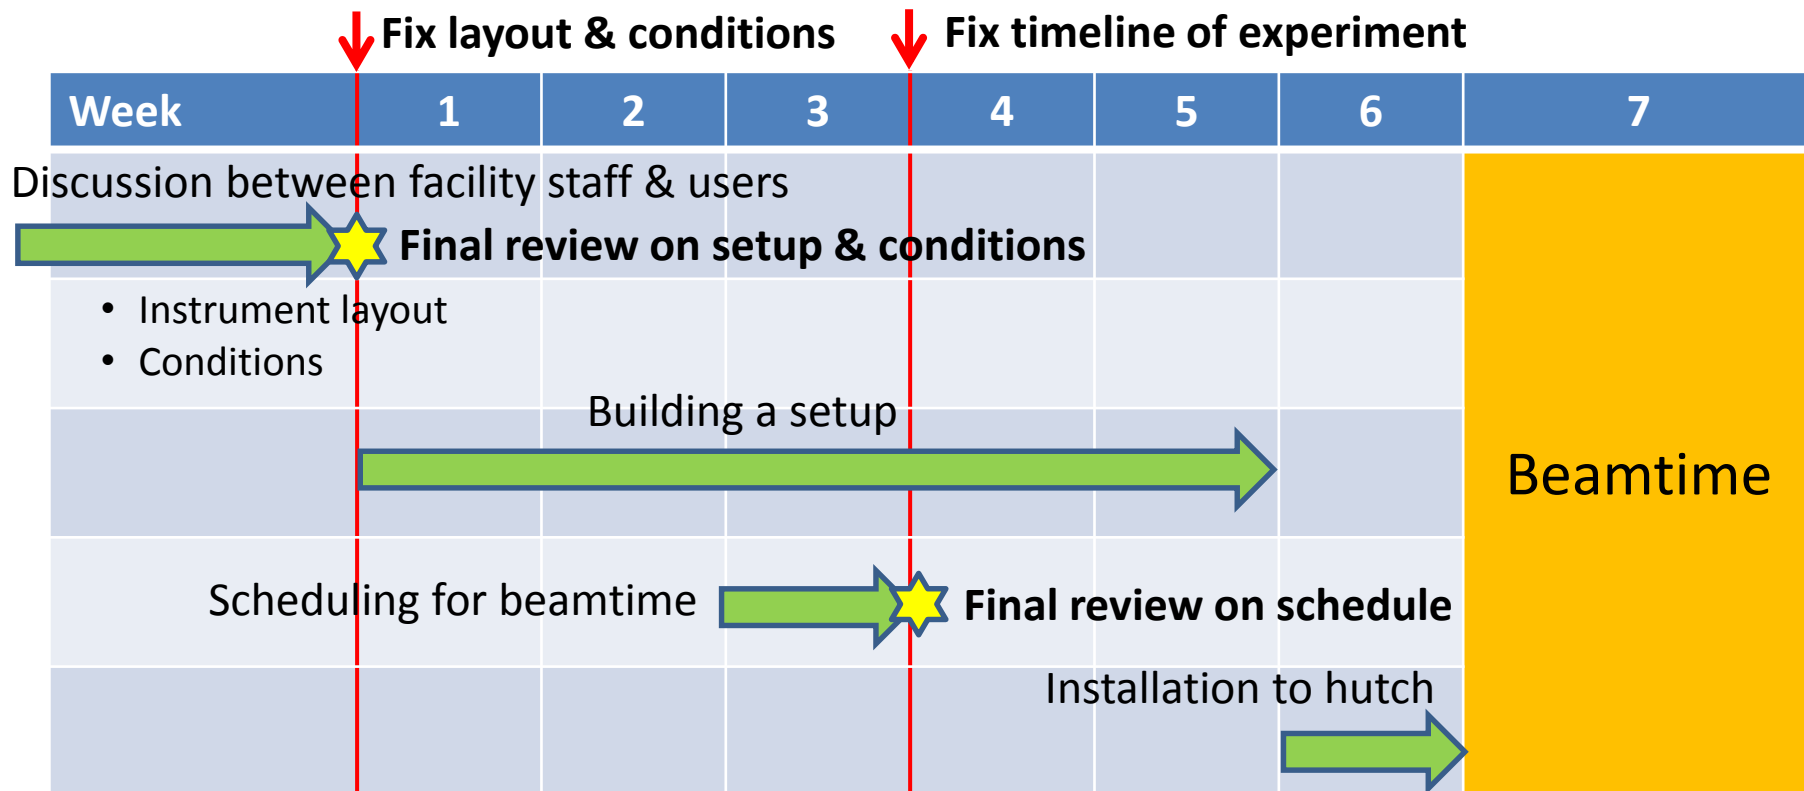 Fix layout & conditions
Fix timeline of experiment
Week 1 2 3 4 5 6 7
Discussion between facility staff & users
Final review on setup & conditions
• Instrument layout
• Conditions
Building a setup
Beamtime
Scheduling for beamtime
Final review on schedule
Installation to hutch